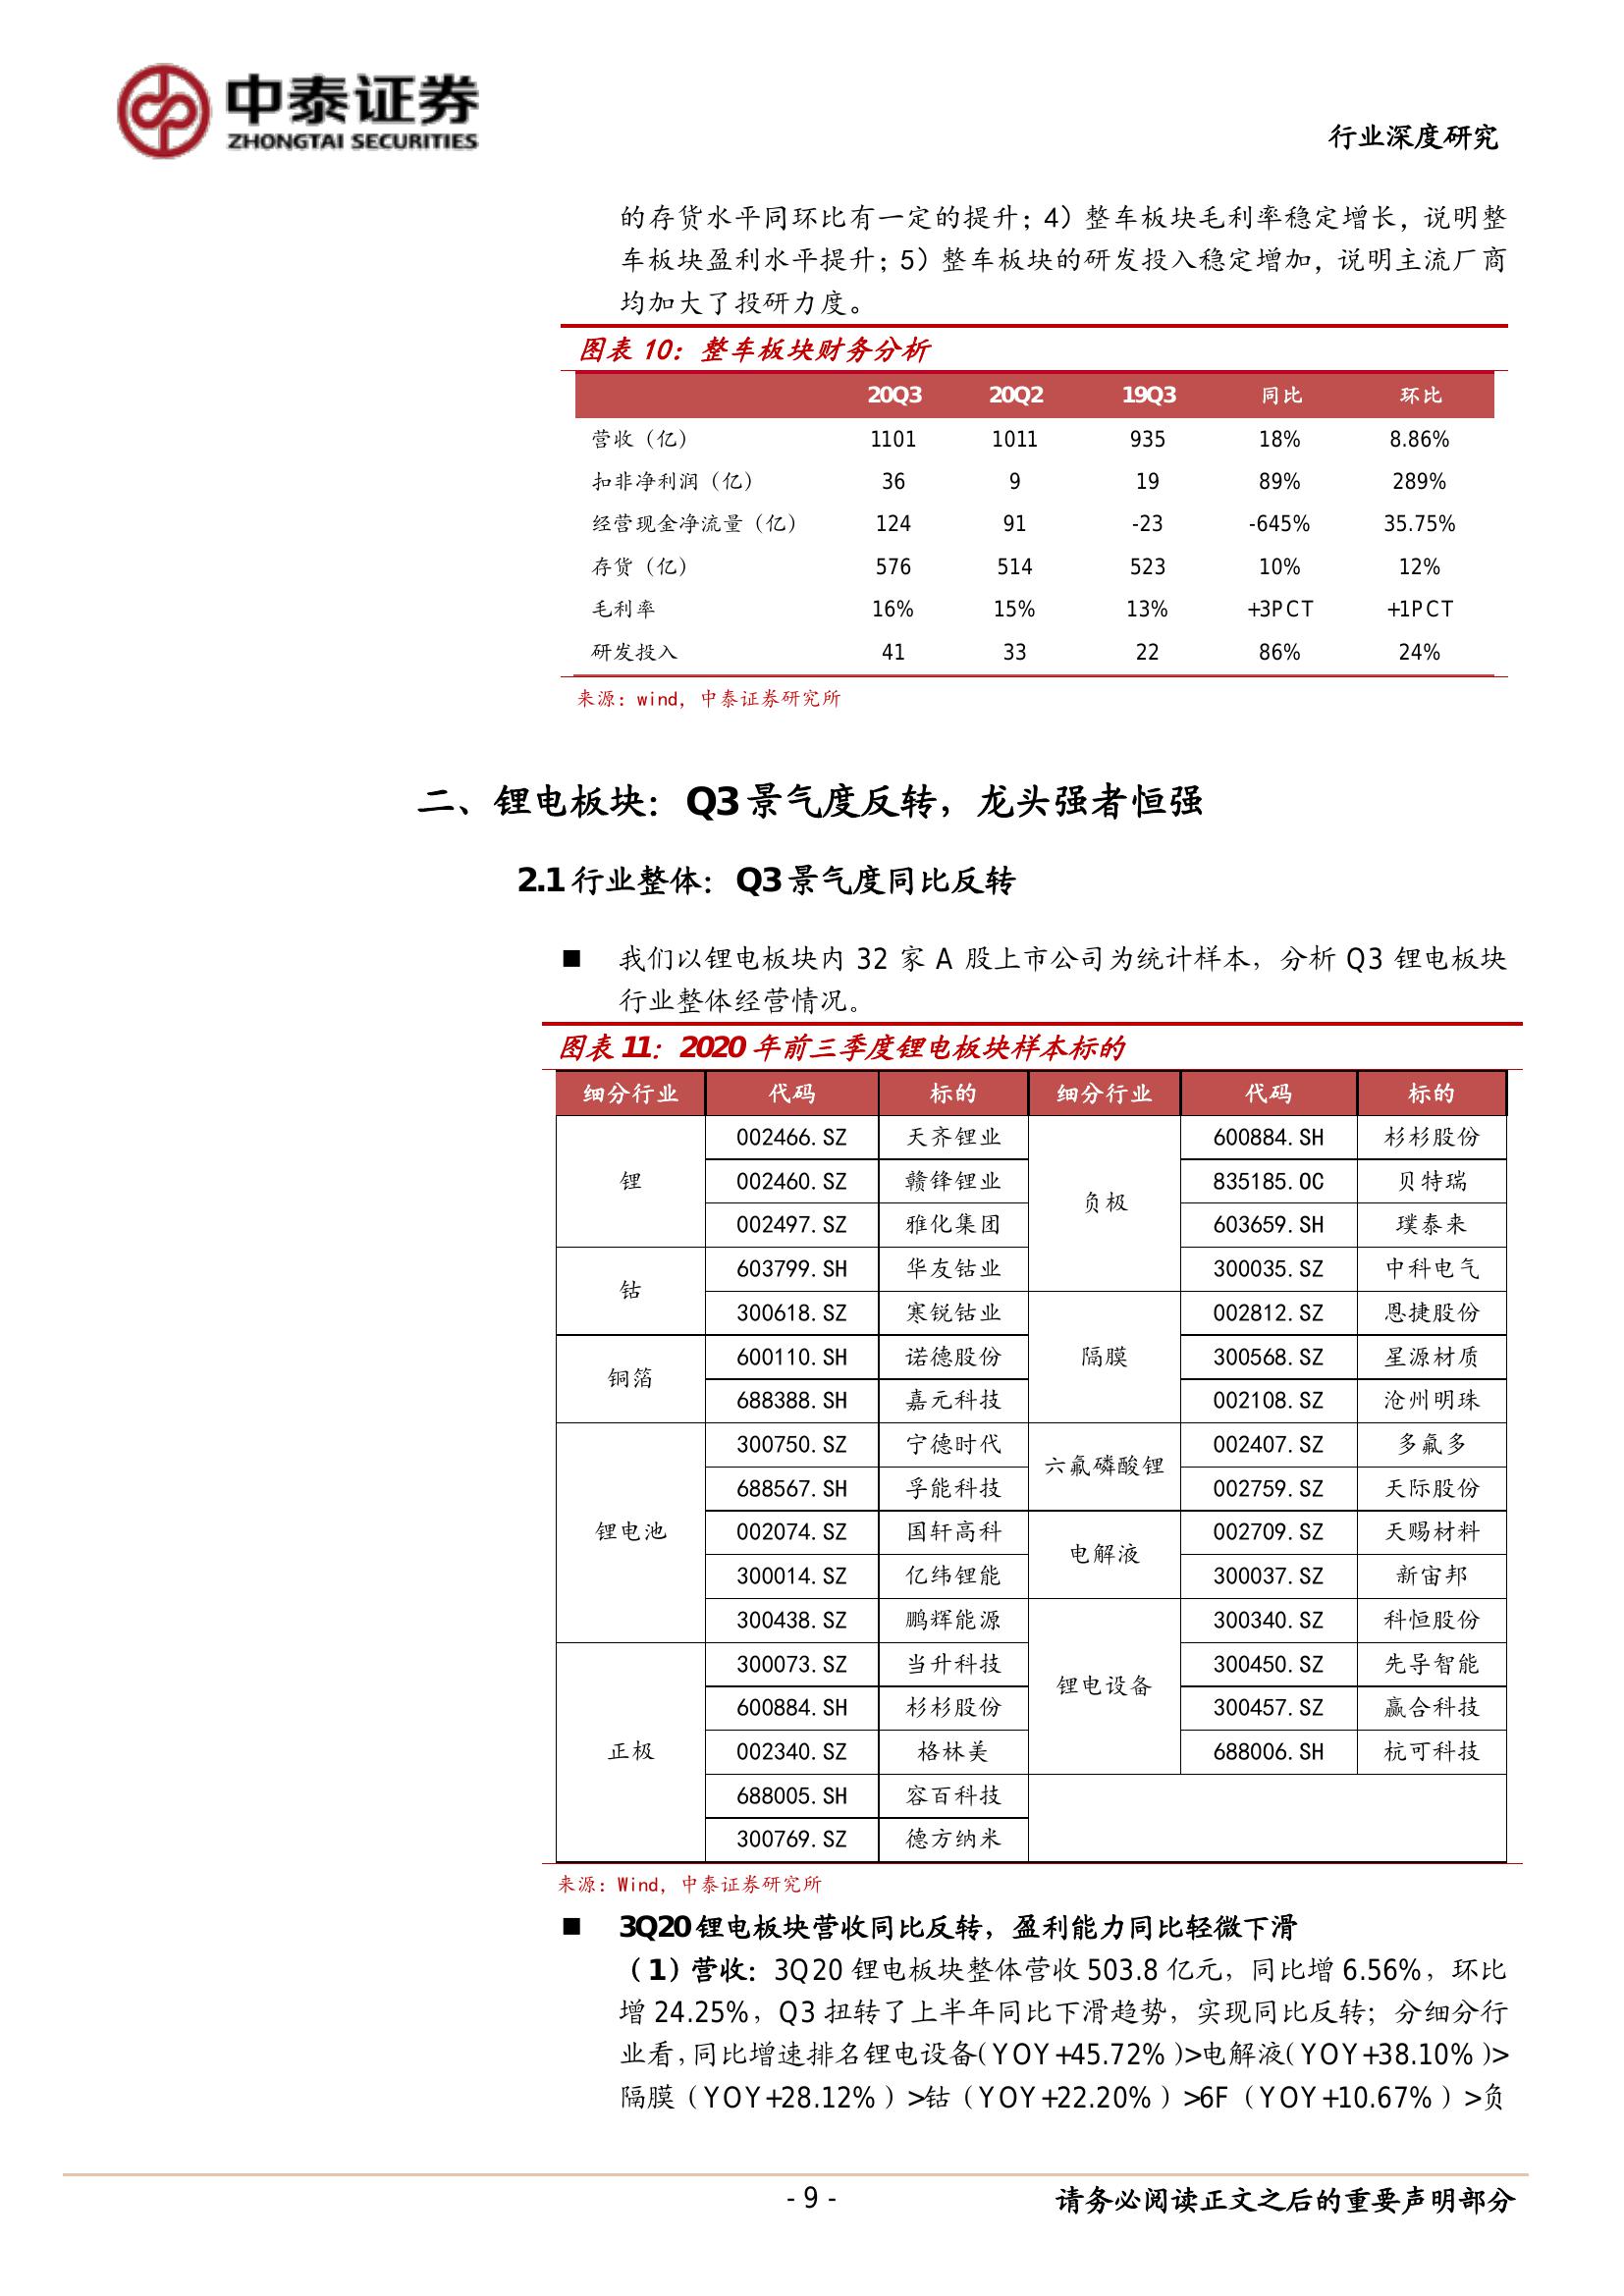 中泰证券
ZHONGTAI SECURITIES
行业深度研究
的存货水平同环比有一定的提升；4）整车板块毛利率稳定增长，说明整
车板块盈利水平提升；5）整车板块的研发投入稳定增加，说明主流厂商
均加大了投研力度。
图表 10：整车板块财务分析
20Q3 20Q2 19Q3 同比 环比
营收（亿） 1101 1011 935 18% 8.86%
扣非净利润（亿） 36 9 19 89% 289%
经营现金净流量（亿） 124 91 -23 -645% 35.75%
存货（亿） 576 514 523 10% 12%
毛利率 16% 15% 13% +3PCT +1PCT
研发投入 41 33 22 86% 24%
来源：wind，中泰证券研究所
二、锂电板块：Q3 景气度反转，龙头强者恒强
2.1 行业整体：Q3 景气度同比反转
■ 我们以锂电板块内 32 家 A 股上市公司为统计样本，分析 Q3 锂电板块
行业整体经营情况。
图表 11：2020 年前三季度锂电板块样本标的
细分行业 代码 标的 细分行业 代码 标的
锂 002466.SZ 天齐锂业 负极 600884.SH 杉杉股份
002460.SZ 赣锋锂业 835185.OC 贝特瑞
002497.SZ 雅化集团 603659.SH 璞泰来
钴 603799.SH 华友钴业 300035.SZ 中科电气
300618.SZ 寒锐钴业 隔膜 002812.SZ 恩捷股份
铜箔 600110.SH 诺德股份 300568.SZ 星源材质
688388.SH 嘉元科技 002108.SZ 沧州明珠
锂电池 300750.SZ 宁德时代 六氟磷酸锂 002407.SZ 多氟多
688567.SH 孚能科技 002759.SZ 天际股份
002074.SZ 国轩高科 电解液 002709.SZ 天赐材料
300014.SZ 亿纬锂能 300037.SZ 新宙邦
300438.SZ 鹏辉能源 锂电设备 300340.SZ 科恒股份
正极 300073.SZ 当升科技 300450.SZ 先导智能
600884.SH 杉杉股份 300457.SZ 赢合科技
002340.SZ 格林美 688006.SH 杭可科技
688005.SH 容百科技
300769.SZ 德方纳米
来源：Wind，中泰证券研究所
■ 3Q20 锂电板块营收同比反转，盈利能力同比轻微下滑
（1）营收：3Q20 锂电板块整体营收 503.8 亿元，同比增 6.56%，环比
增 24.25%，Q3 扭转了上半年同比下滑趋势，实现同比反转；分细分行
业看，同比增速排名锂电设备(YOY+45.72%)>电解液(YOY+38.10%)>
隔膜（YOY+28.12%）>钴（YOY+22.20%）>6F（YOY+10.67%）>负
- 9 -
请务必阅读正文之后的重要声明部分